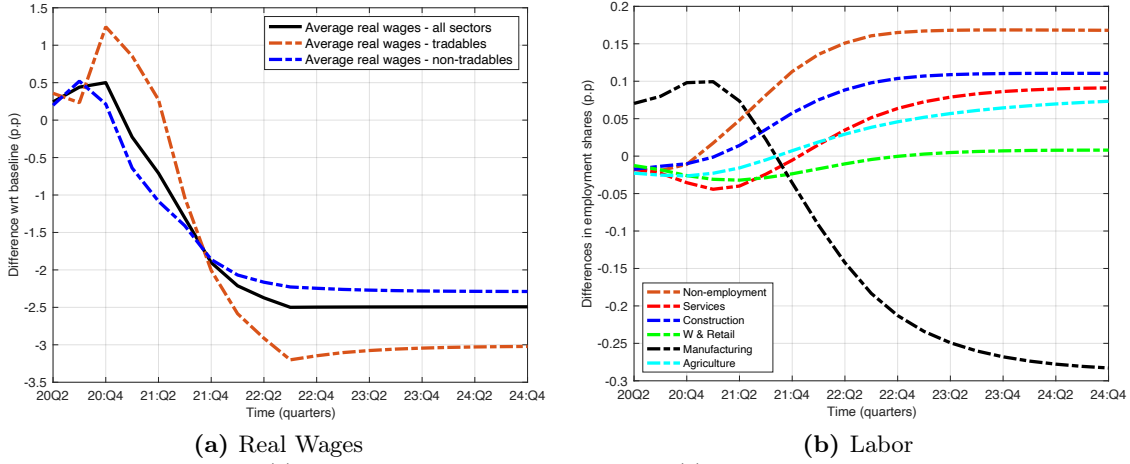 1.5
1
0.5
0
-0.5
-1
-1.5
-2
-2.5
-3
-3.5
Difference wrt baseline (p.p)
Average real wages - all sectors
Average real wages - tradables
Average real wages - non-tradables
20Q2 20:Q4 21:Q2 21:Q4 22:Q2 22:Q4 23:Q2 23:Q4 24:Q2 24:Q4
Time (quarters)
(a) Real Wages
0.2
0.15
0.1
0.05
0
-0.05
-0.1
-0.15
-0.2
-0.25
-0.3
Differences in employment shares (p.p)
Non-employment
Services
Construction
W & Retail
Manufacturing
Agriculture
20Q2 20:Q4 21:Q2 21:Q4 22:Q2 22:Q4 23:Q2 23:Q4 24:Q2 24:Q4
Time (quarters)
(b) Labor